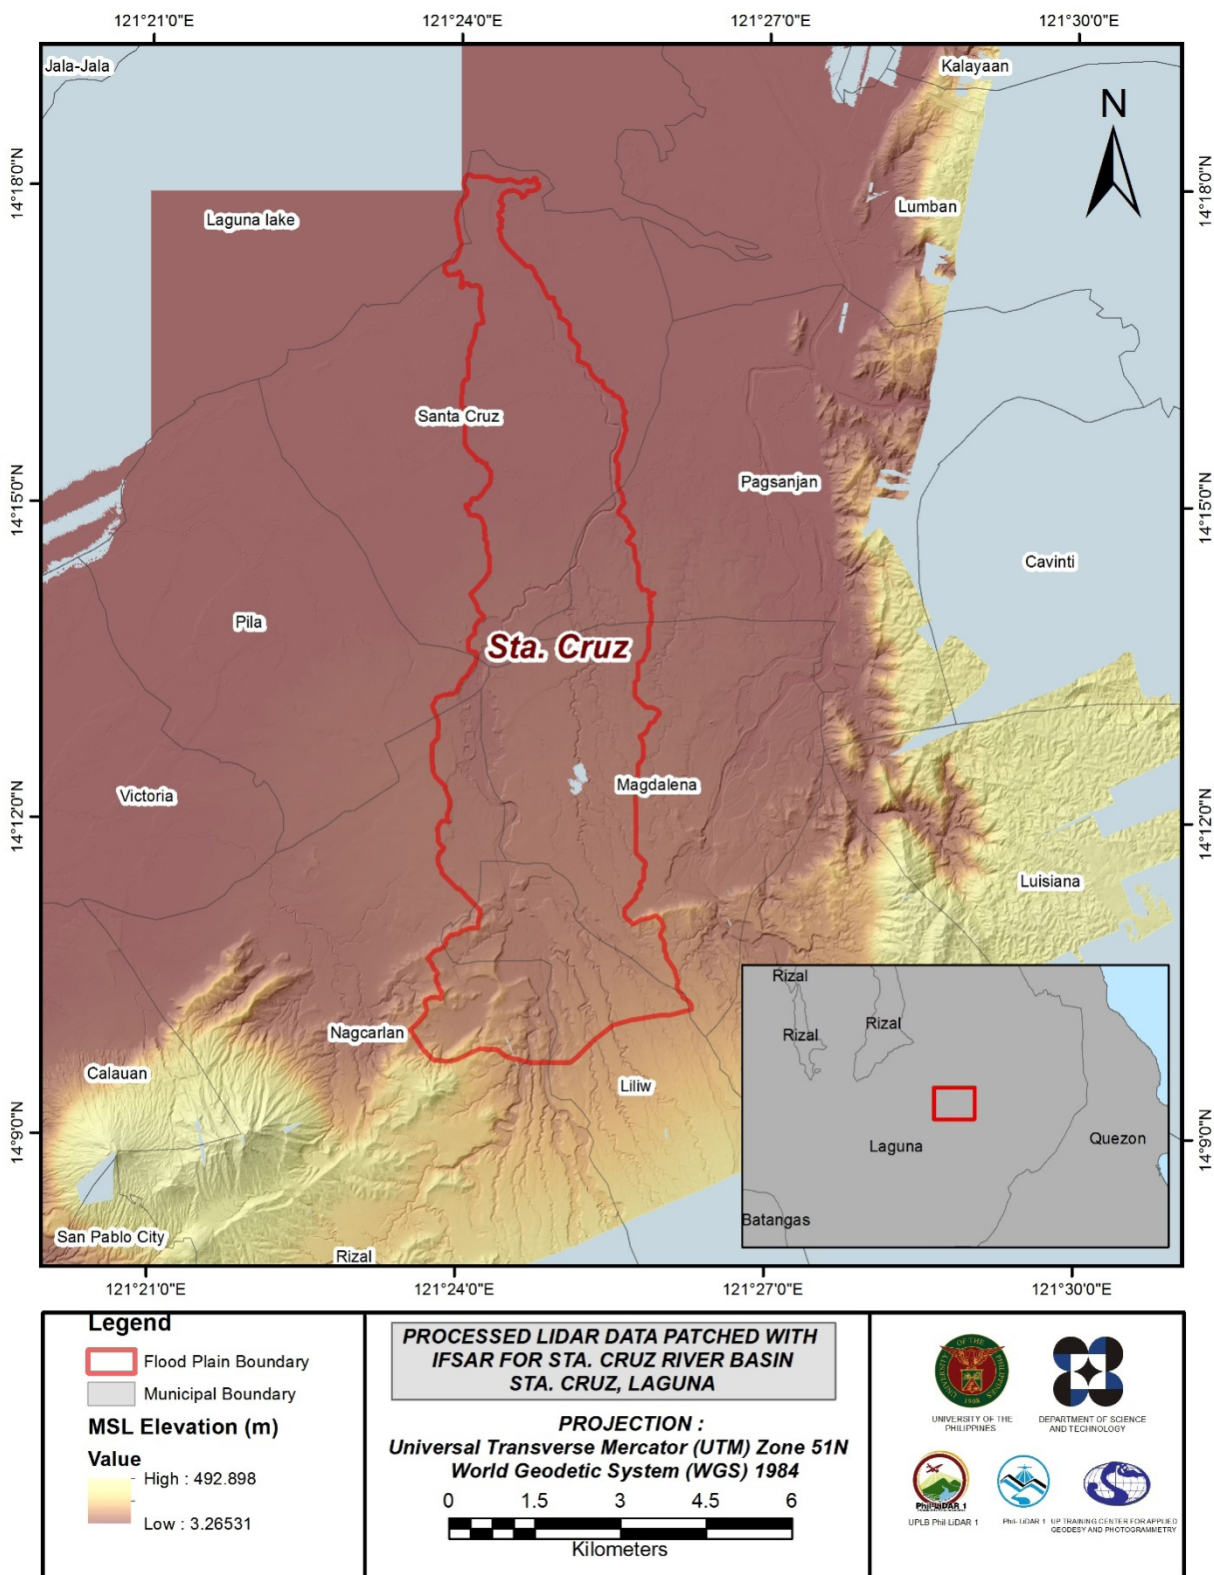 121°21'0"E
121°24'0"E
121°27'0"E
121°30'0"E
Jala-Jala
Kalayaan
N
14°18'0"N
14°18'0"N
Laguna lake
Lumban
Santa Cruz
Pagsanjan
14°15'0"N
14°15'0"N
Cavinti
Pila
Sta. Cruz
Victoria
Magdalena
14°12'0"N
14°12'0"N
Luisiana
Nagcarlan
Calauan
Liliw
14°9'0"N
14°9'0"N
San Pablo City
Rizal
Rizal
Rizal
Rizal
Laguna
Quezon
Batangas
121°21'0"E
121°24'0"E
121°27'0"E
121°30'0"E
Legend
Flood Plain Boundary
Municipal Boundary
MSL Elevation (m)
Value
High : 492.898
Low : 3.26531
PROCESSED LIDAR DATA PATCHED WITH
IFSAR FOR STA. CRUZ RIVER BASIN
STA. CRUZ, LAGUNA
PROJECTION :
Universal Transverse Mercator (UTM) Zone 51N
World Geodetic System (WGS) 1984
0 1.5 3 4.5 6
Kilometers
UNIVERSITY OF THE
PHILIPPINES
DEPARTMENT OF SCIENCE
AND TECHNOLOGY
Phil-LiDAR 1
UPLB Phil-LiDAR 1
Phil- LiDAR 1
UP TRAINING CENTER FOR APPLIED
GEODESY AND PHOTOGRAMMETRY